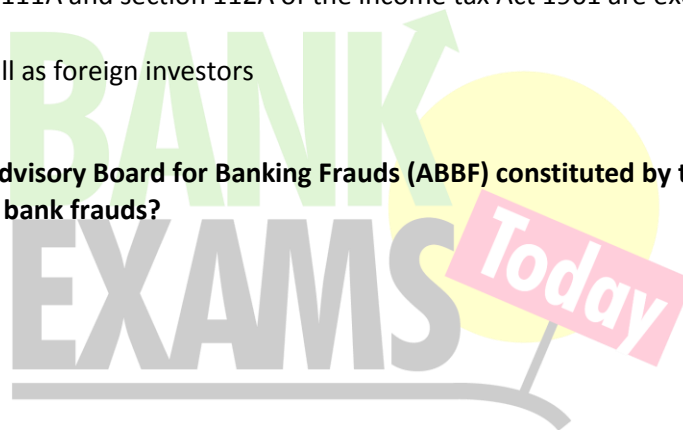 111A and section 112A of the income tax Act 1961 are ex
ll as foreign investors
dvisory Board for Banking Frauds (ABBF) constituted by t
bank frauds?
BANK
EXAMS
Today